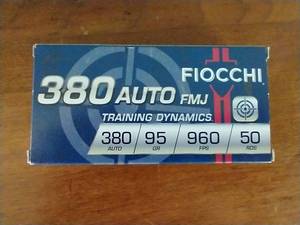 380 AUTO FMJ
FIOCCHI
TRAINING DYNAMICS
380 95 960 50
AUTO GR FPS RDS